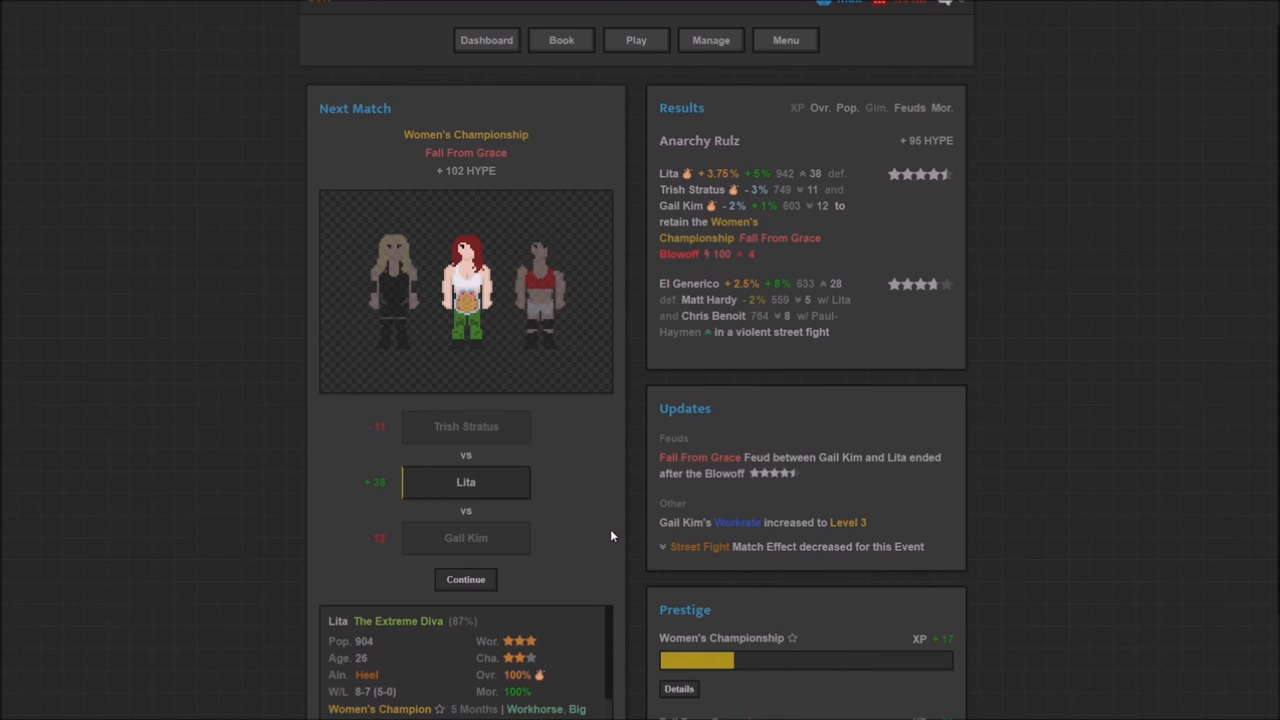 Dashboard Book Play Manage Menu
Next Match
Women's Championship
Fall From Grace
+ 102 HYPE
- 11 Trish Stratus
vs
+ 38 Lita
vs
- 12 Gail Kim
Continue
Lita The Extreme Diva (87%)
Pop. 904 Wor.
Age. 26 Cha.
Aln. Heel Ovr. 100%
W/L 8-7 (5-0) Mor. 100%
Women's Champion 5 Months | Workhorse, Big
Results XP Ovr. Pop. Gim. Feuds Mor.
Anarchy Rulz + 95 HYPE
Lita + 3.75% + 5% 942 38 def.
Trish Stratus - 3% 749 11 and
Gail Kim - 2% + 1% 603 12 to
retain the Women's
Championship Fall From Grace
Blowoff 100 4
El Generico + 2.5% + 8% 633 28
def. Matt Hardy - 2% 559 5 w/ Lita
and Chris Benoit 764 8 w/ Paul-
Haymen in a violent street fight
Updates
Feuds
Fall From Grace Feud between Gail Kim and Lita ended
after the Blowoff
Other
Gail Kim's Workrate increased to Level 3
Street Fight Match Effect decreased for this Event
Prestige
Women's Championship XP + 17
Details